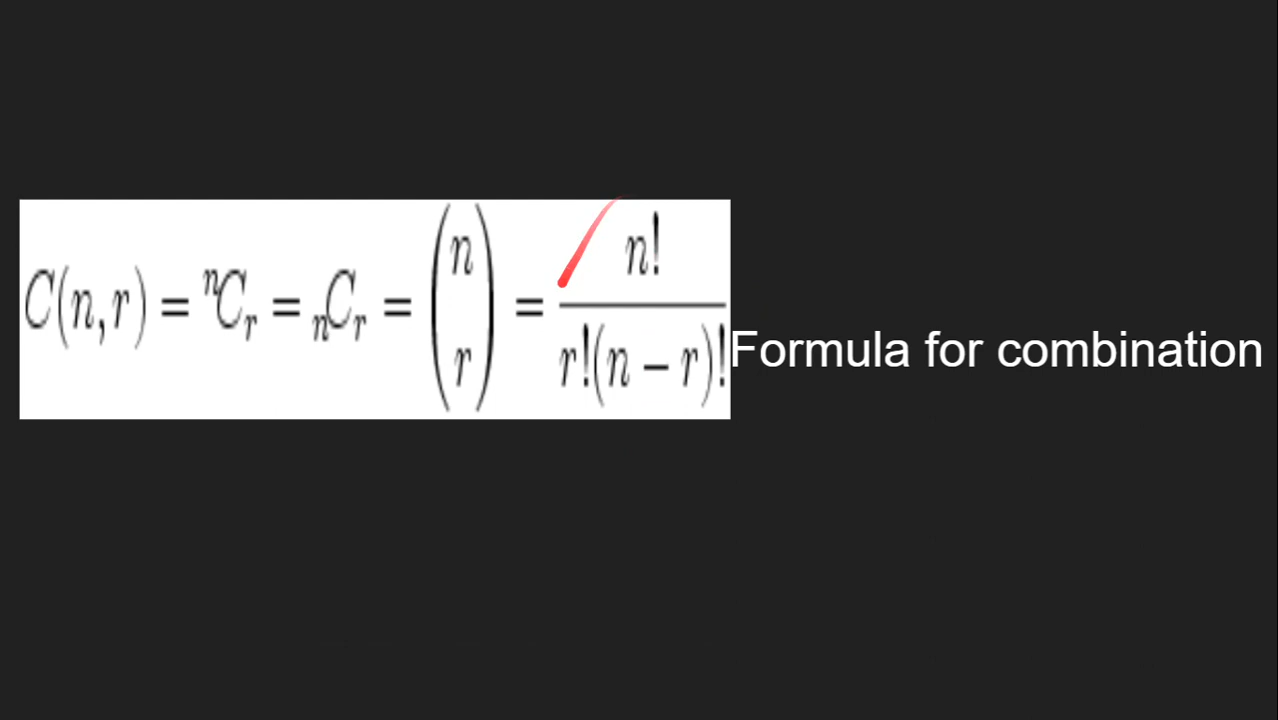 C(n, r) = ⁿCᵣ = ₙCᵣ = (n r) = n! / r!(n − r)!
Formula for combination